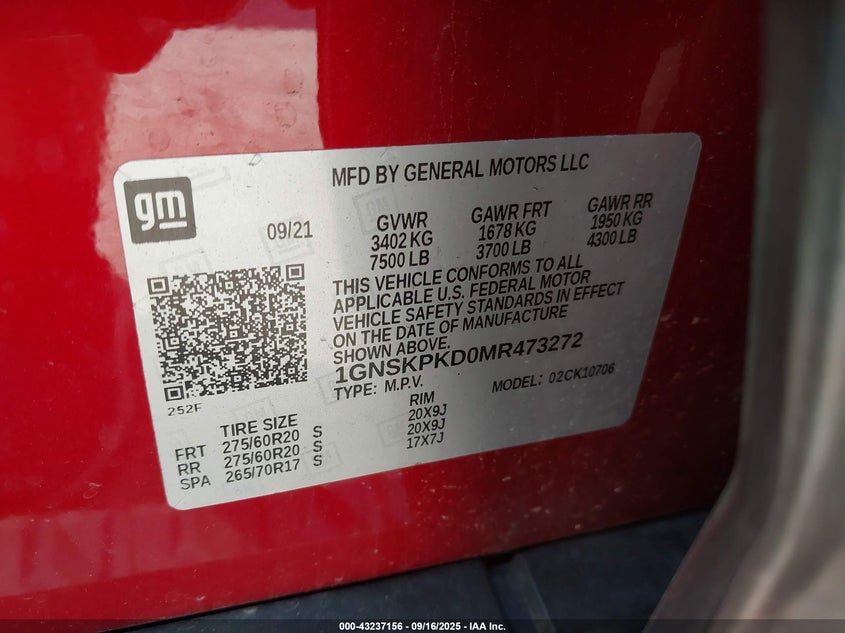 gm
MFD BY GENERAL MOTORS LLC
09/21
GVWR GAWR FRT GAWR RR
3402 KG 1678 KG 1950 KG
7500 LB 3700 LB 4300 LB
THIS VEHICLE CONFORMS TO ALL
APPLICABLE U.S. FEDERAL MOTOR
VEHICLE SAFETY STANDARDS IN EFFECT
ON THE DATE OF MANUFACTURE
SHOWN ABOVE.
1GNSKPKD0MR473272
TYPE: M.P.V. MODEL: 02CK10706
252F
TIRE SIZE RIM
FRT 275/60R20 S 20X9J
RR 275/60R20 S 20X9J
SPA 265/70R17 S 17X7J
000-43237156 - 09/16/2025 - IAA Inc.